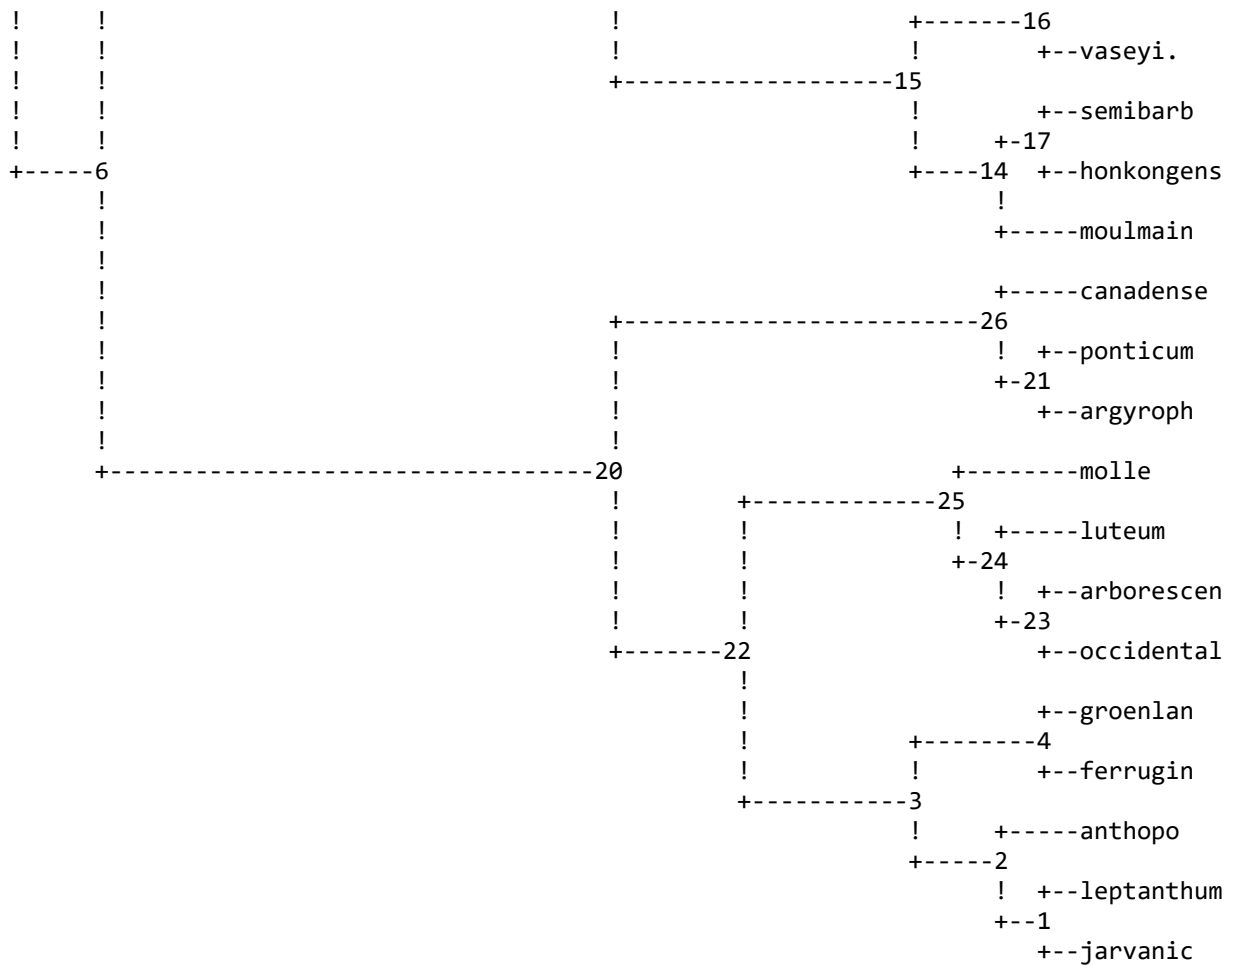 !     !                                   !                    +-------16
!     !                                   !                    !        +--vaseyi.
!     !                                   +-------------------15
!     !                                                        !        +--semibarb
!     !                                                        !     +-17
+-----6                                                        +----14  +--honkongens
      !                                                              !
      !                                                              +-----moulmain
      !
      !                                                              +-----canadense
      !                                   +-------------------------26
      !                                   !                          !  +--ponticum
      !                                   !                          +-21
      !                                   !                             +--argyroph
      !                                   !
      +----------------------------------20                       +--------molle
                                          !        +-------------25
                                          !        !              !  +-----luteum
                                          !        !              +-24
                                          !        !                 !  +--arborescen
                                          !        !                 +-23
                                          +-------22                    +--occidental
                                                   !
                                                   !                    +--groenlan
                                                   !           +--------4
                                                   !           !        +--ferrugin
                                                   +-----------3
                                                               !     +-----anthopo
                                                               +-----2
                                                                     !  +--leptanthum
                                                                     +--1
                                                                        +--jarvanic